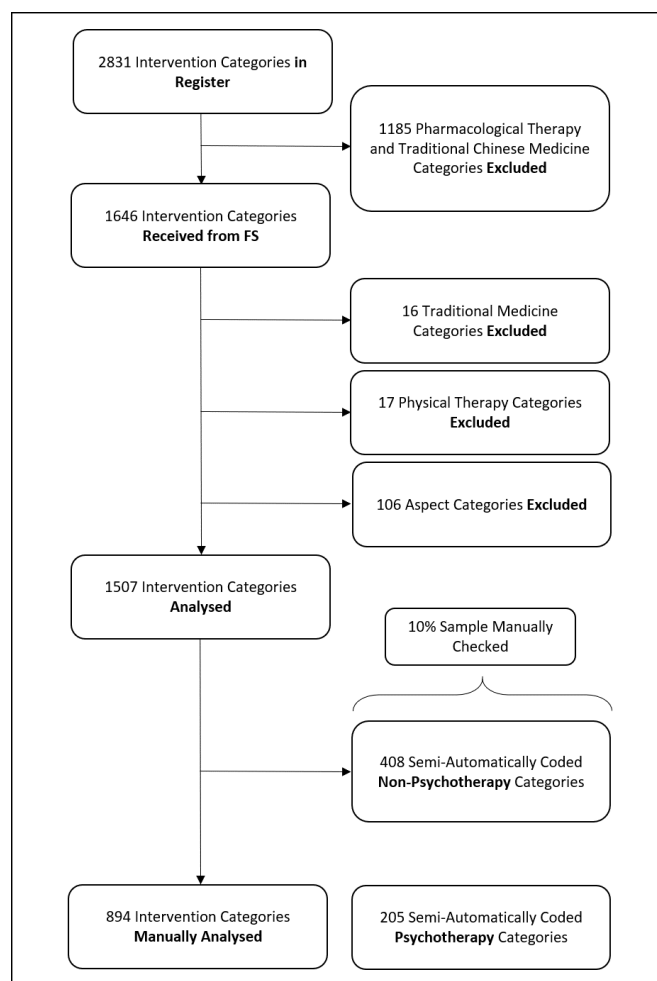 2831 Intervention Categories in
Register
1185 Pharmacological Therapy
and Traditional Chinese Medicine
Categories Excluded
1646 Intervention Categories
Received from FS
16 Traditional Medicine
Categories Excluded
17 Physical Therapy Categories
Excluded
106 Aspect Categories Excluded
1507 Intervention Categories
Analysed
10% Sample Manually
Checked
408 Semi-Automatically Coded
Non-Psychotherapy Categories
894 Intervention Categories
Manually Analysed
205 Semi-Automatically Coded
Psychotherapy Categories